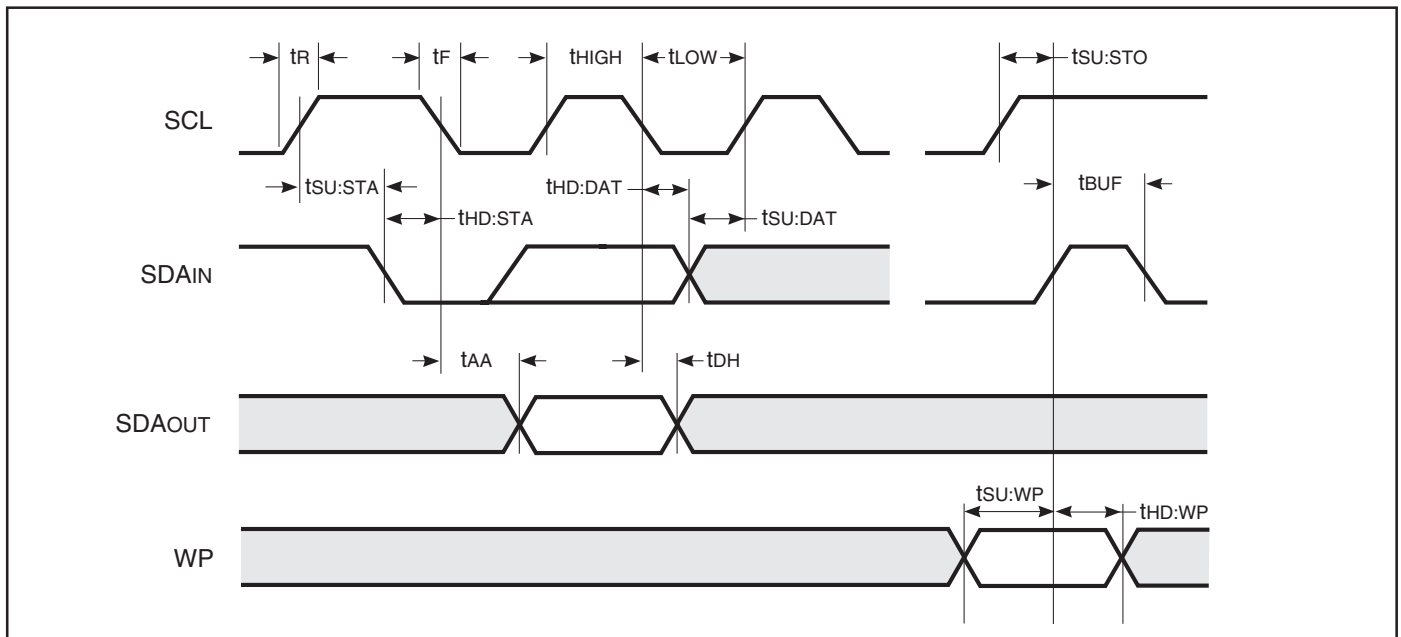 tR
tF
tHIGH
tLOW
tSU:STO
SCL
tSU:STA
tHD:STA
tHD:DAT
tSU:DAT
tBUF
SDAIN
tAA
tDH
SDAOUT
tSU:WP
tHD:WP
WP